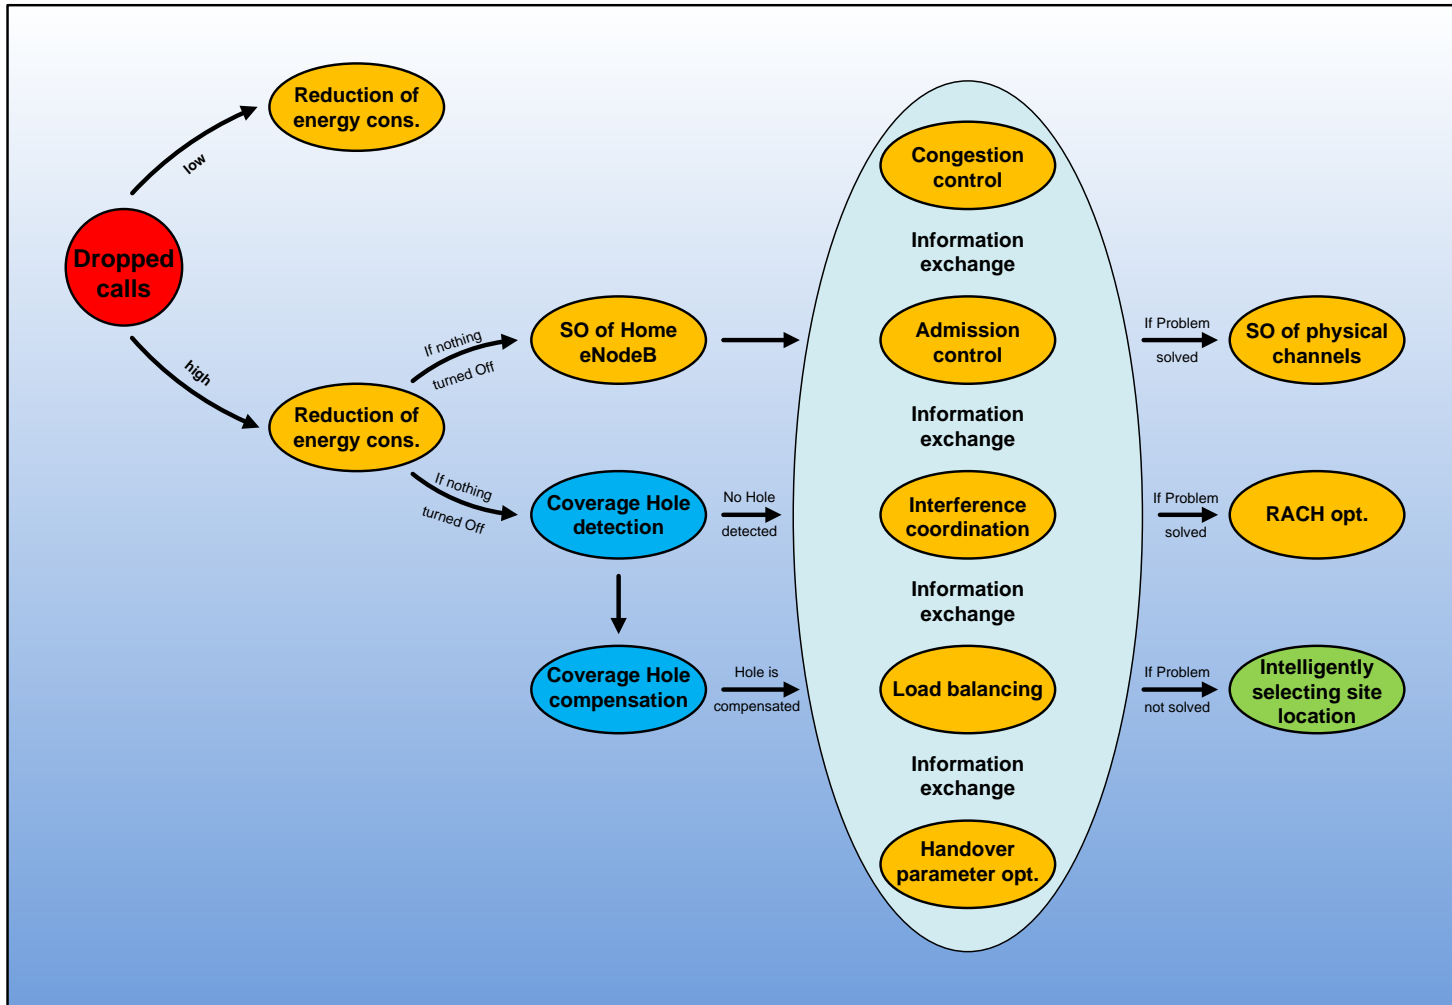 Reduction of
energy cons.
low
Dropped
calls
high
Reduction of
energy cons.
If nothing
turned Off
SO of Home
eNodeB
If nothing
turned Off
Coverage Hole
detection
No Hole
detected
Coverage Hole
compensation
Hole is
compensated
Congestion
control
Information
exchange
Admission
control
Information
exchange
Interference
coordination
Information
exchange
Load balancing
Information
exchange
Handover
parameter opt.
If Problem
solved
SO of physical
channels
If Problem
solved
RACH opt.
If Problem
not solved
Intelligently
selecting site
location